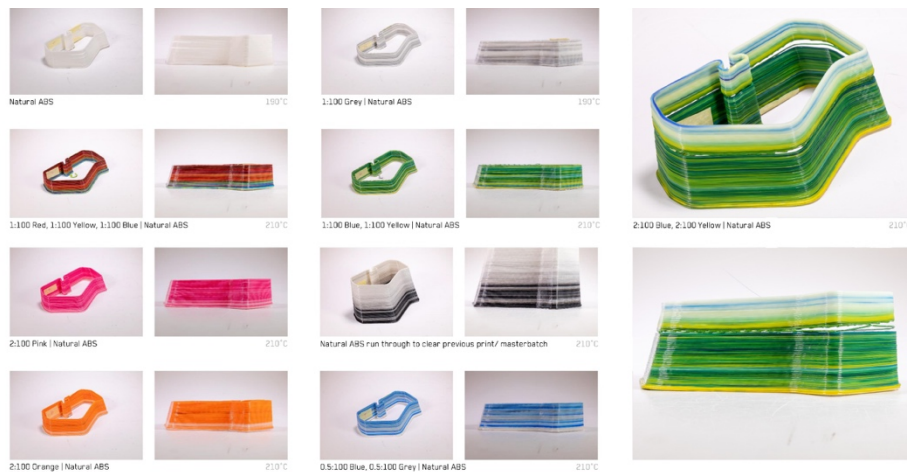 Natural ABS 190°C
1:100 Grey | Natural ABS 190°C
1:100 Red, 1:100 Yellow, 1:100 Blue | Natural ABS 210°C
1:100 Blue, 1:100 Yellow | Natural ABS 210°C
2:100 Blue, 2:100 Yellow | Natural ABS 210°
2:100 Pink | Natural ABS 210°C
Natural ABS run through to clear previous print/ masterbatch 210°C
2:100 Orange | Natural ABS 210°C
0.5:100 Blue, 0.5:100 Grey | Natural ABS 210°C